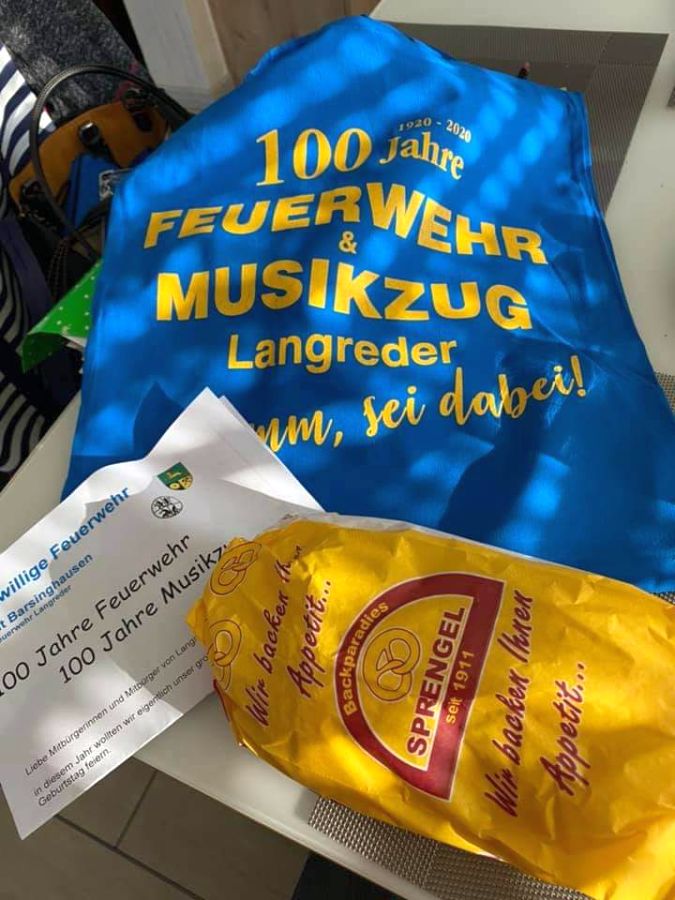 1920 - 2020
100 Jahre
FEUERWEHR
&
MUSIKZUG
Langreder
sei dabei!
Feuerwehr
Barsinghausen
Feuerwehr Langreder
100 Jahre Feuerwehr
100 Jahre
Liebe Mitbürgerinnen und Mitbürger von
in diesem Jahr wollten wir eigentlich unser
Geburtstag feiern.
Wir backen
Appetit...
Backparadies
SPRENGEL
seit 1911
Wir backen Ihnen
Appetit...